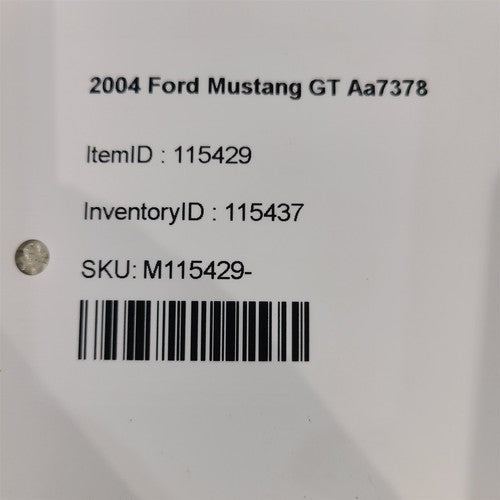 2004 Ford Mustang GT Aa7378
ItemID : 115429
InventoryID : 115437
SKU: M115429-